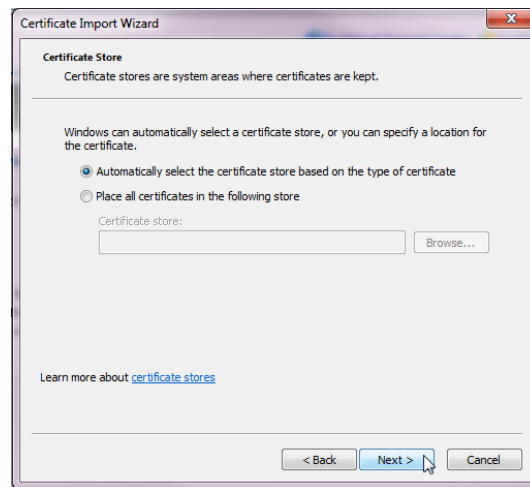 Certificate Import Wizard
Certificate Store
Certificate stores are system areas where certificates are kept.
Windows can automatically select a certificate store, or you can specify a location for
the certificate.
Automatically select the certificate store based on the type of certificate
Place all certificates in the following store
Certificate store:
Browse...
Learn more about certificate stores
< Back
Next >
Cancel